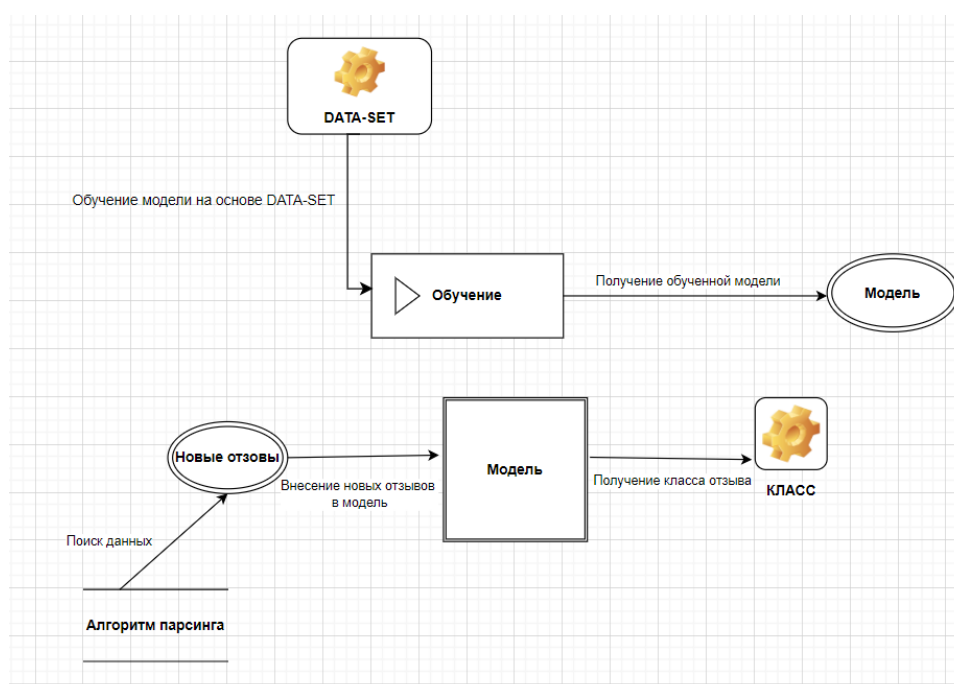 DATA-SET
Обучение модели на основе DATA-SET
Обучение
Получение обученной модели
Модель
Новые отзовы
Внесение новых отзывов
в модель
Модель
Получение класса отзыва
КЛАСС
Поиск данных
Алгоритм парсинга